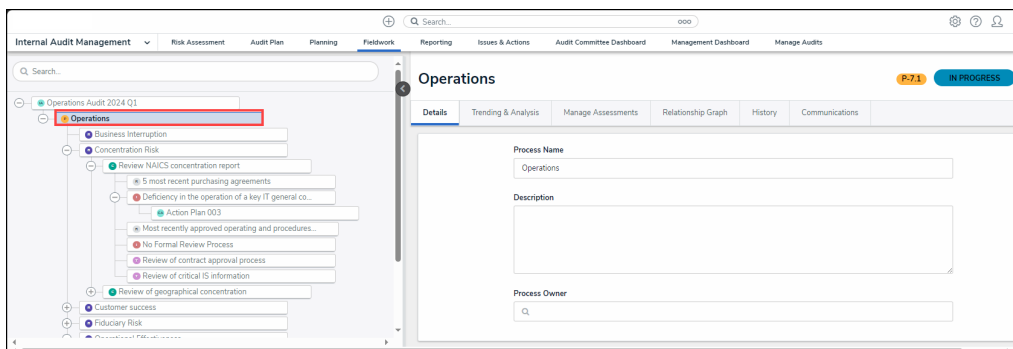 Search...
Internal Audit Management
Risk Assessment
Audit Plan
Planning
Fieldwork
Reporting
Issues & Actions
Audit Committee Dashboard
Management Dashboard
Manage Audits
Search...
Operations Audit 2024 Q1
Operations
Business Interruption
Concentration Risk
Review NAICS concentration report
5 most recent purchasing agreements
Deficiency in the operation of a key IT general co...
Action Plan 003
Most recently approved operating and procedures...
No Formal Review Process
Review of contract approval process
Review of critical IS information
Review of geographical concentration
Customer success
Fiduciary Risk
Operational Effectiveness
Operations
P-7.1
IN PROGRESS
Details
Trending & Analysis
Manage Assessments
Relationship Graph
History
Communications
Process Name
Operations
Description
Process Owner